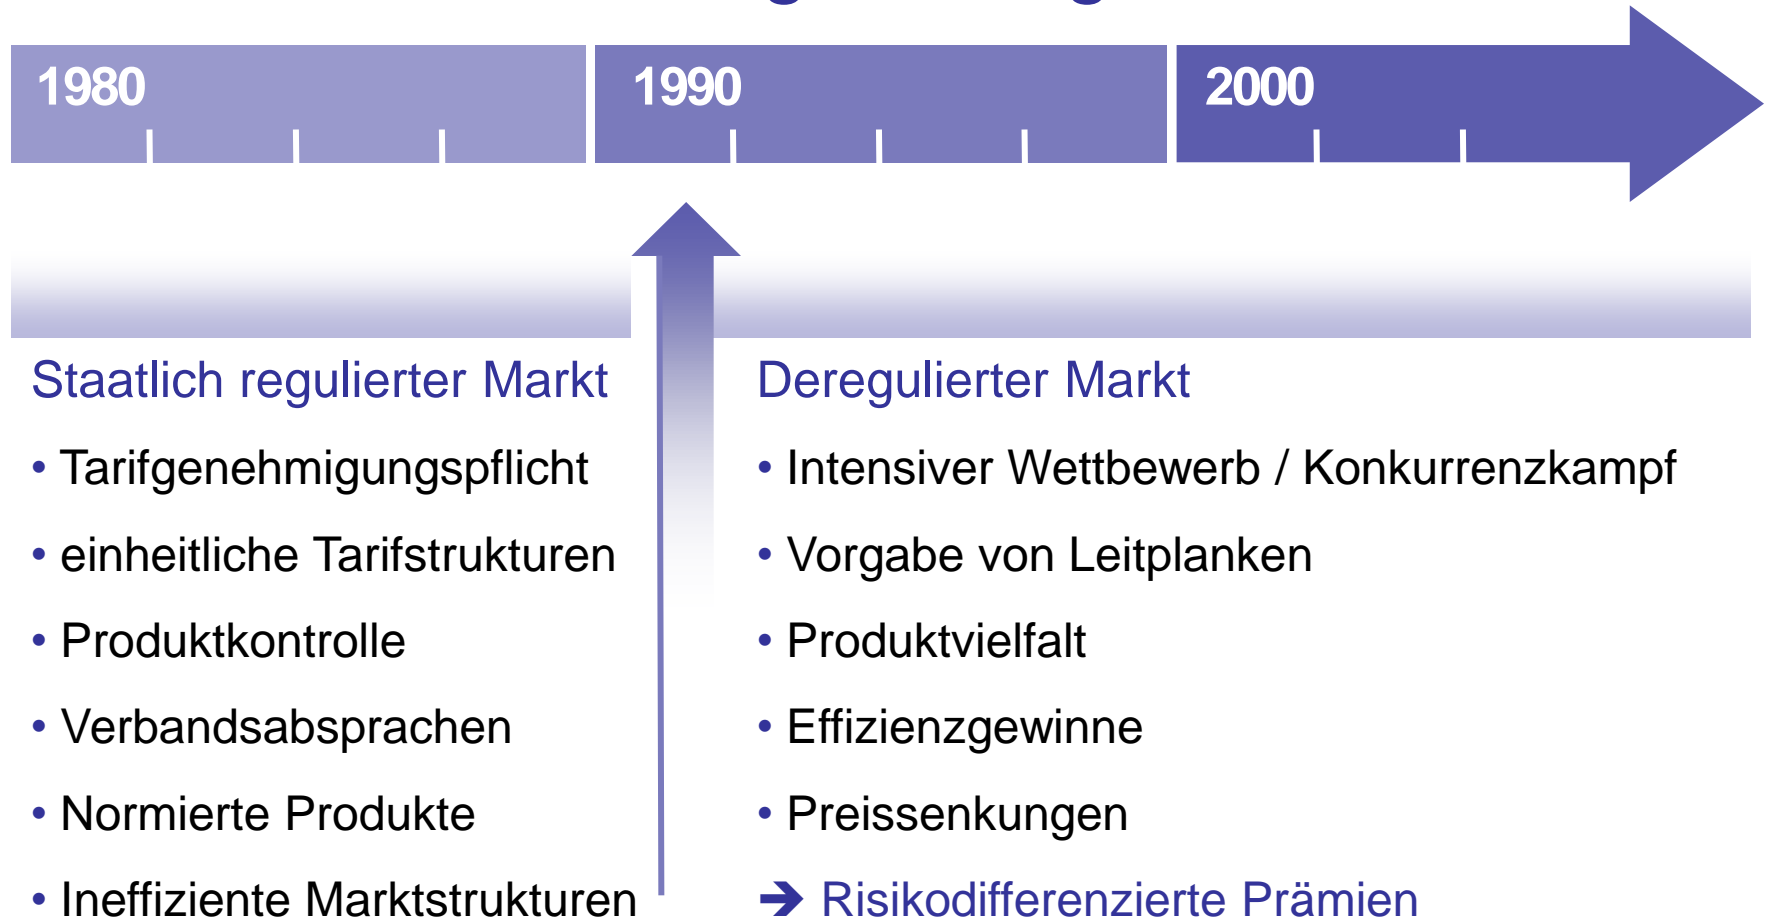 1980
1990
2000
Staatlich regulierter Markt
• Tarifgenehmigungspflicht
• einheitliche Tarifstrukturen
• Produktkontrolle
• Verbandsabsprachen
• Normierte Produkte
• Ineffiziente Marktstrukturen
Deregulierter Markt
• Intensiver Wettbewerb / Konkurrenzkampf
• Vorgabe von Leitplanken
• Produktvielfalt
• Effizienzgewinne
• Preissenkungen
➔ Risikodifferenzierte Prämien